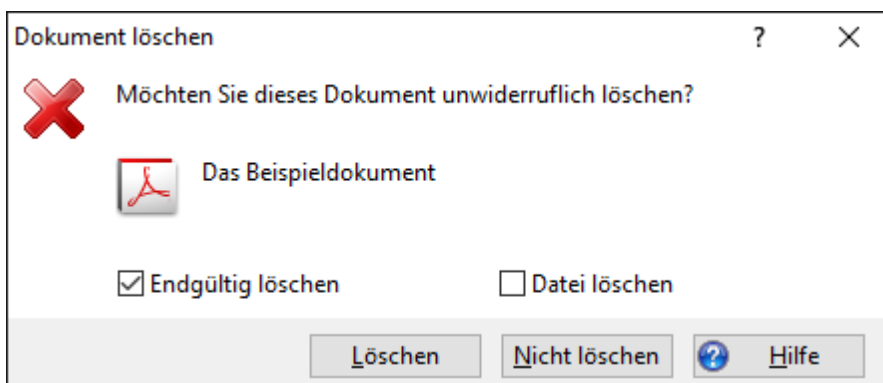 Dokument löschen
Möchten Sie dieses Dokument unwiderruflich löschen?
Das Beispieldokument
Endgültig löschen Datei löschen
Löschen Nicht löschen Hilfe